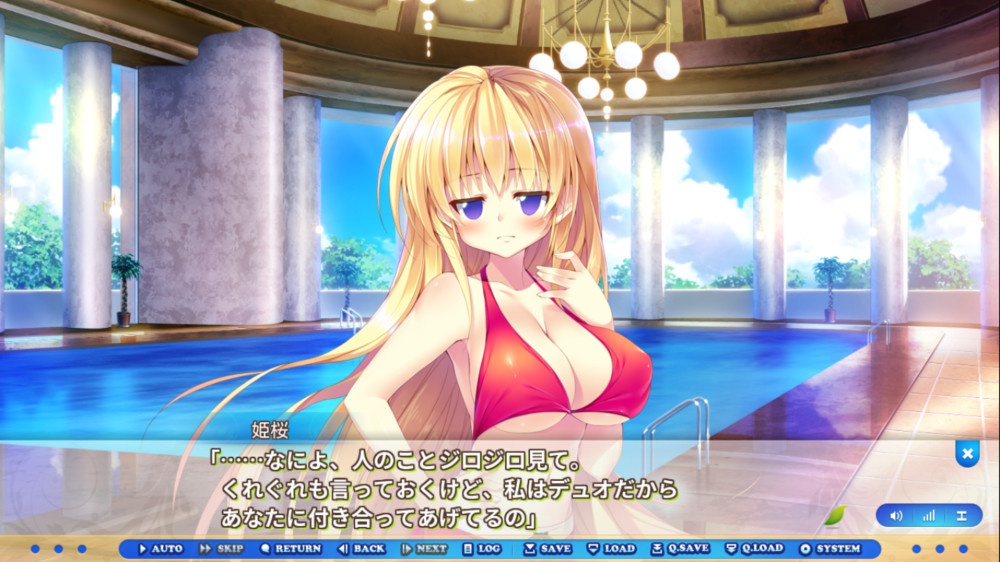 姫桜
「……なによ、人のことジロジロ見て。
くれぐれも言っておくけど、私はデュオだから
あなたに付き合ってあげてるの」
AUTO SKIP RETURN BACK NEXT LOG SAVE LOAD Q.SAVE Q.LOAD SYSTEM